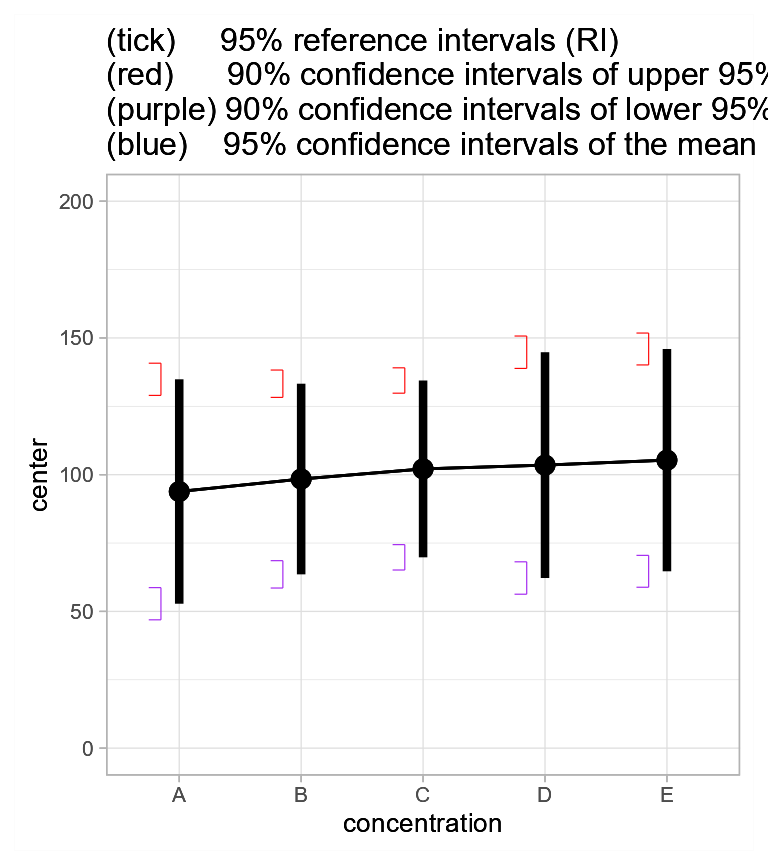 (tick) 95% reference intervals (RI)
(red) 90% confidence intervals of upper 95%
(purple) 90% confidence intervals of lower 95%
(blue) 95% confidence intervals of the mean
200
150
100
50
0
center
A B C D E
concentration